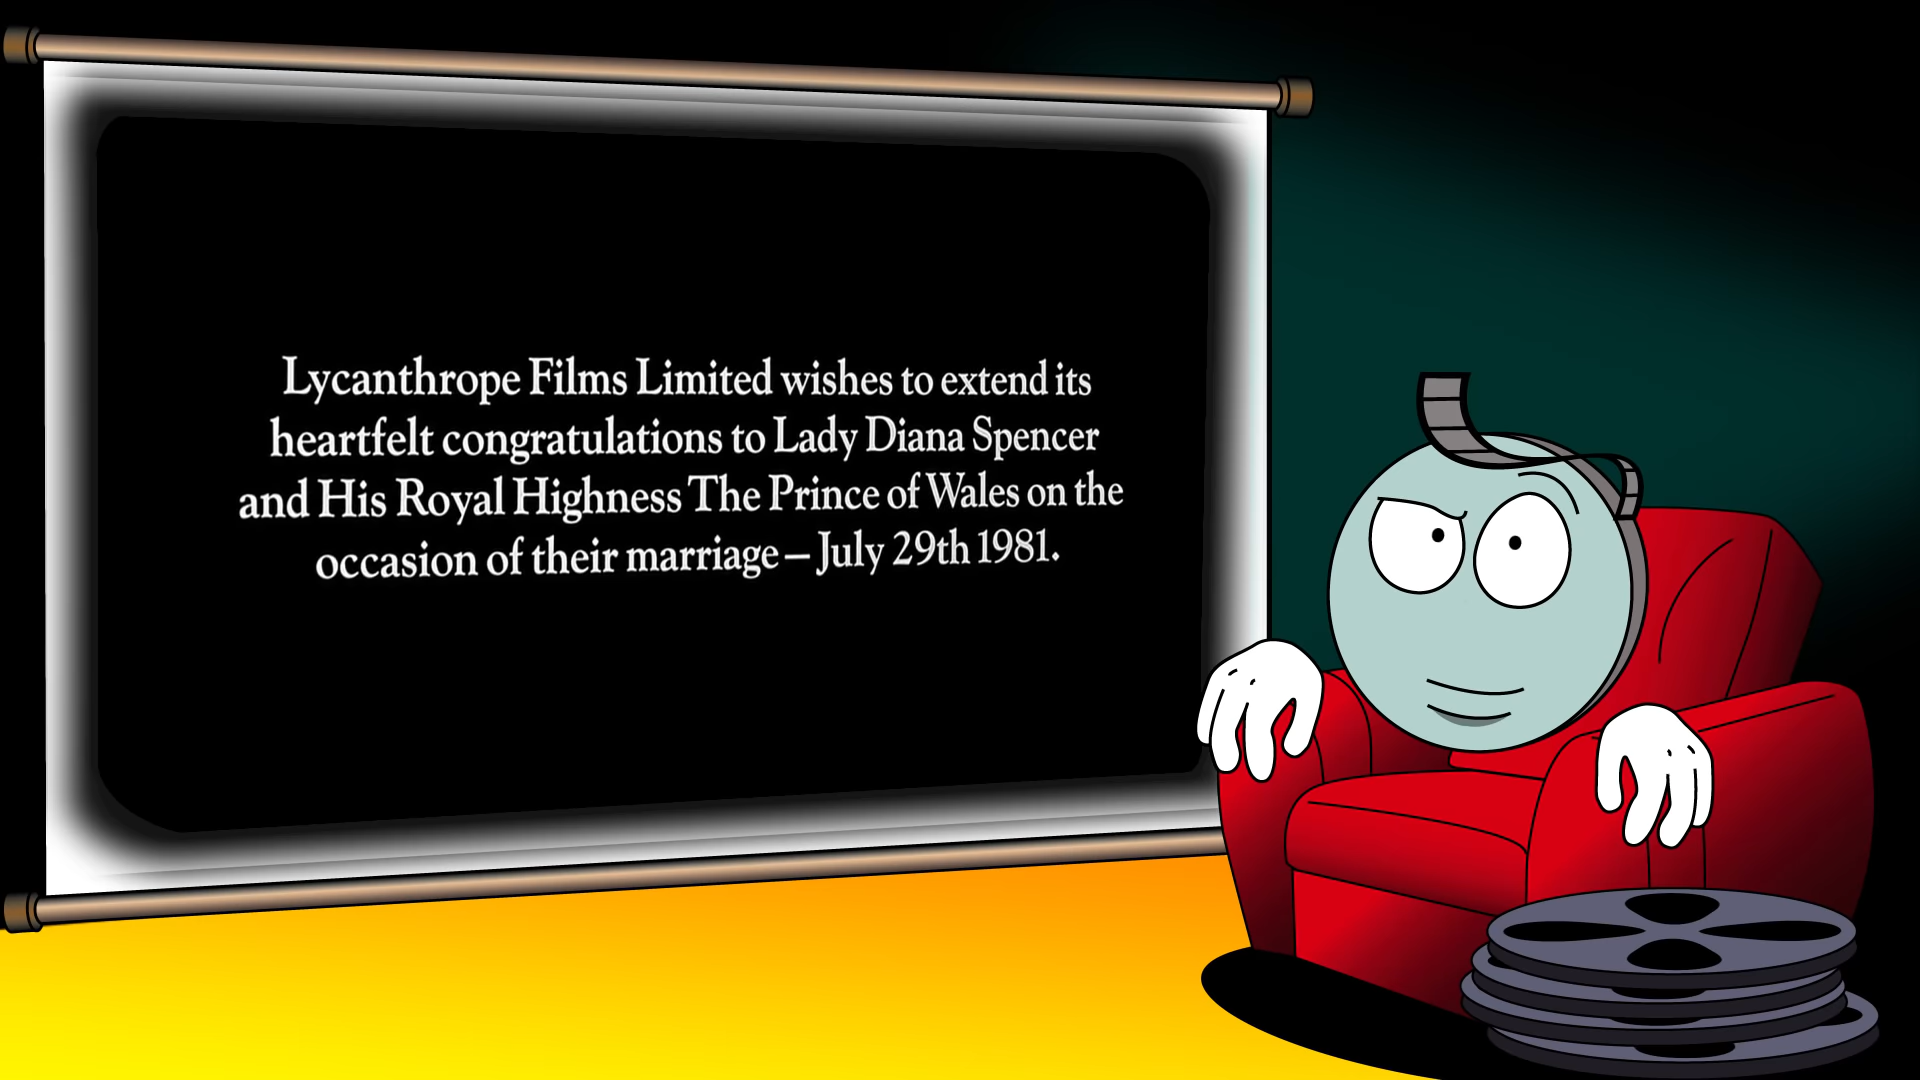 Lycanthrope Films Limited wishes to extend its
heartfelt congratulations to Lady Diana Spencer
and His Royal Highness The Prince of Wales on the
occasion of their marriage – July 29th 1981.